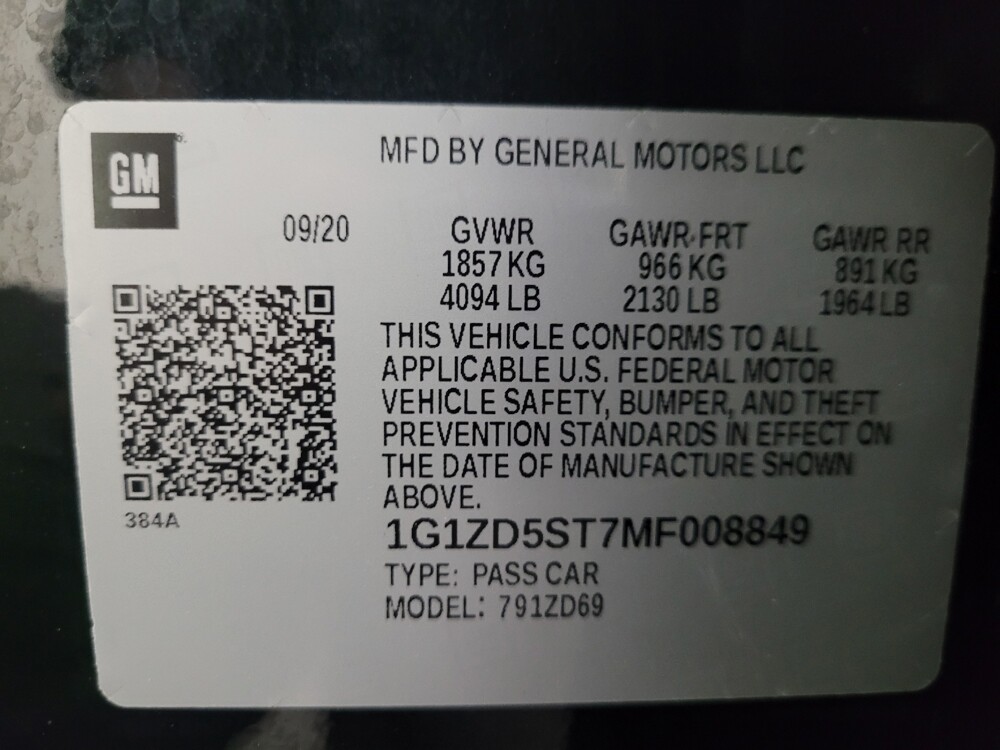 GM
MFD BY GENERAL MOTORS LLC
09/20 GVWR GAWR FRT GAWR RR
1857 KG 966 KG 891 KG
4094 LB 2130 LB 1964 LB
THIS VEHICLE CONFORMS TO ALL
APPLICABLE U.S. FEDERAL MOTOR
VEHICLE SAFETY, BUMPER, AND THEFT
PREVENTION STANDARDS IN EFFECT ON
THE DATE OF MANUFACTURE SHOWN
ABOVE.
384A
1G1ZD5ST7MF008849
TYPE: PASS CAR
MODEL: 791ZD69